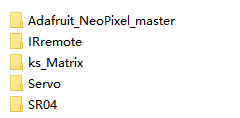 Adafruit_NeoPixel_master
IRremote
ks_Matrix
Servo
SR04